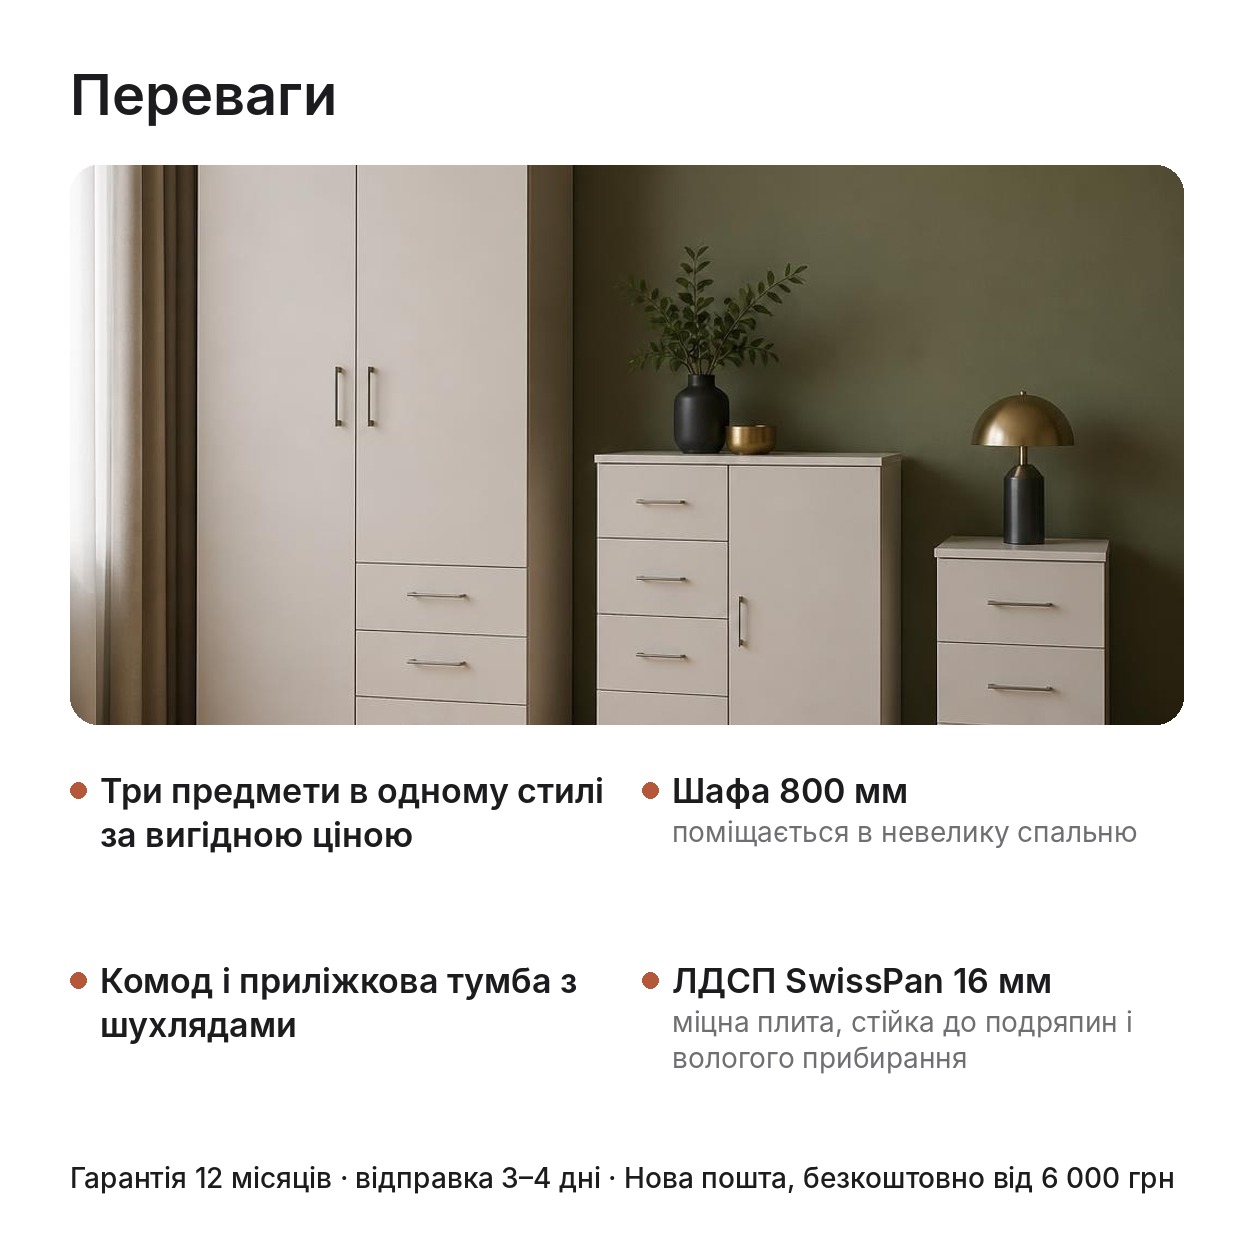 Переваги
Три предмети в одному стилі
за вигідною ціною
Шафа 800 мм
поміщається в невелику спальню
Комод і приліжкова тумба з
шухлядами
ЛДСП SwissPan 16 мм
міцна плита, стійка до подряпин і
вологого прибирання
Гарантія 12 місяців · відправка 3–4 дні · Нова пошта, безкоштовно від 6 000 грн